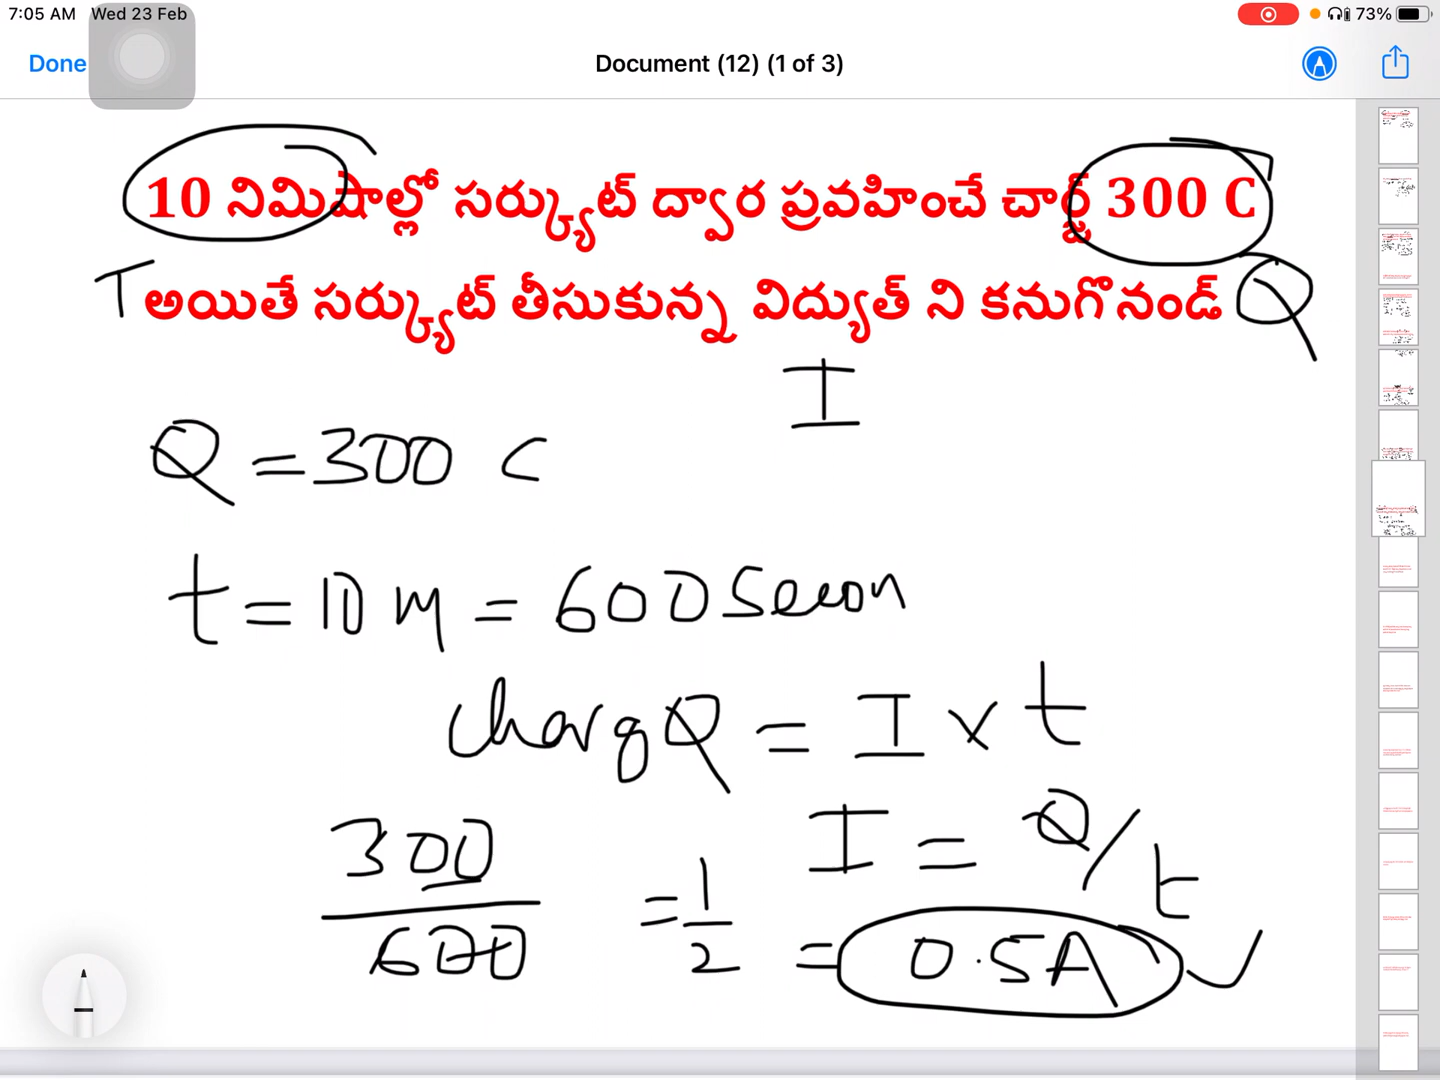 7:05 AM Wed 23 Feb 73%
Done Document (12) (1 of 3)
10 నిమిషాల్లో సర్క్యుట్ ద్వార ప్రవహించే చార్జ్ 300 C
T అయితే సర్క్యుట్ తీసుకున్న విద్యుత్ ని కనుగొనండ్ Q
I
Q = 300 C
t = 10 M = 600 Secon
charg Q = I x t
I = Q/t
300/600 = 1/2 = 0.5A